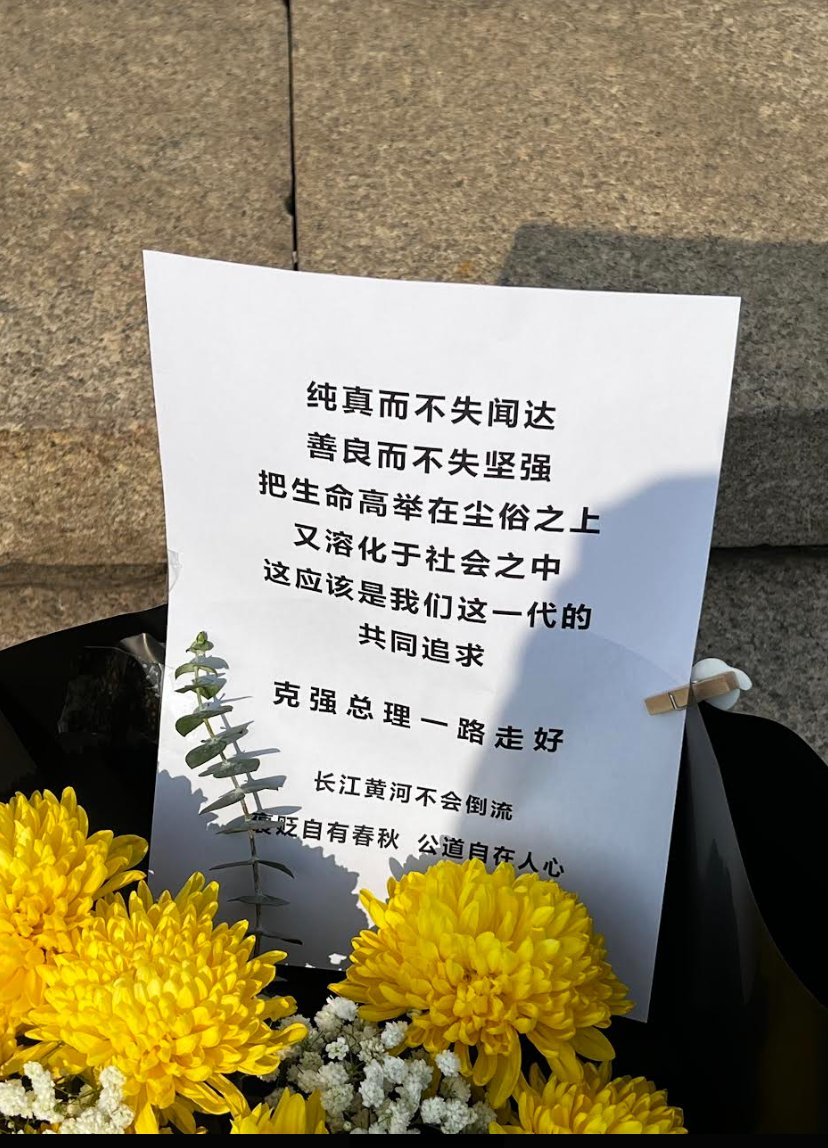 纯真而不失闻达
善良而不失坚强
把生命高举在尘俗之上
又溶化于社会之中
这应该是我们这一代的
共同追求
克强总理一路走好
长江黄河不会倒流
褒贬自有春秋 公道自在人心